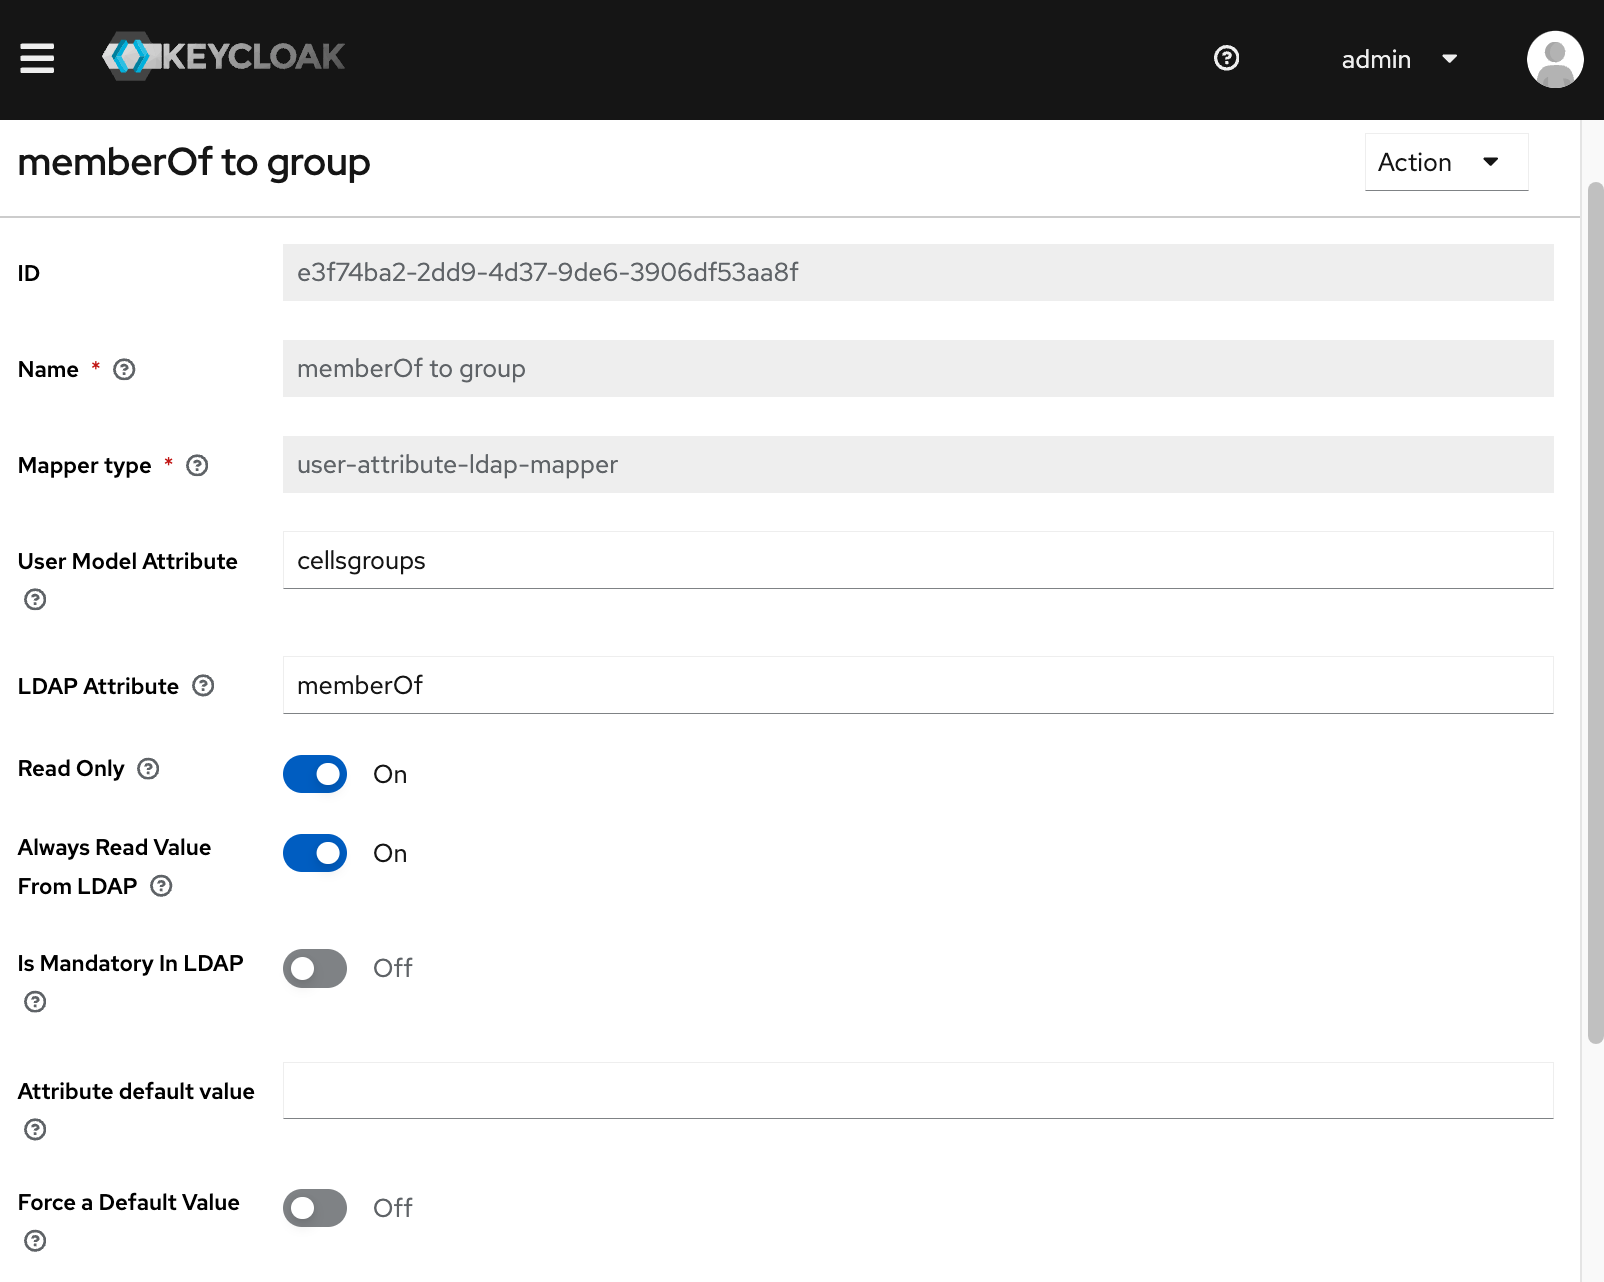 KEYCLOAK
admin
memberOf to group
Action
ID
e3f74ba2-2dd9-4d37-9de6-3906df53aa8f
Name *
memberOf to group
Mapper type *
user-attribute-ldap-mapper
User Model Attribute
cellsgroups
LDAP Attribute
memberOf
Read Only
On
Always Read Value
From LDAP
On
Is Mandatory In LDAP
Off
Attribute default value
Force a Default Value
Off